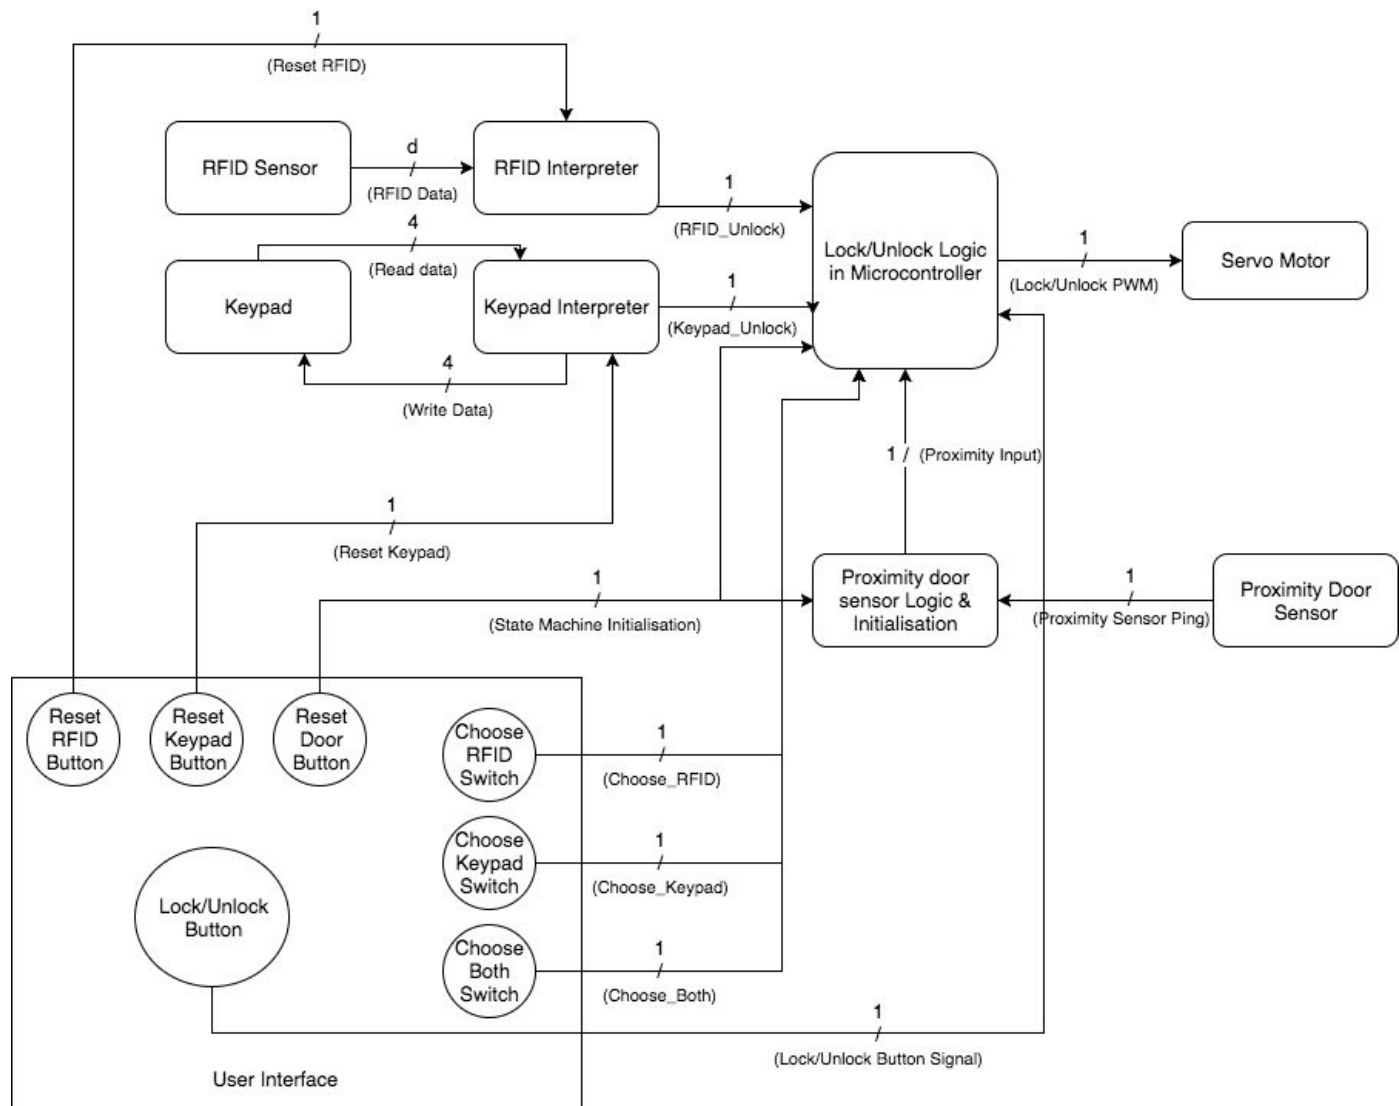 1
(Reset RFID)
RFID Sensor
d
(RFID Data)
RFID Interpreter
1
(RFID_Unlock)
4
(Read data)
Keypad
Keypad Interpreter
1
(Keypad_Unlock)
4
(Write Data)
Lock/Unlock Logic
in Microcontroller
1
(Lock/Unlock PWM)
Servo Motor
1
(Proximity Input)
1
(Reset Keypad)
1
(State Machine Initialisation)
Proximity door
sensor Logic &
Initialisation
1
(Proximity Sensor Ping)
Proximity Door
Sensor
Reset
RFID
Button
Reset
Keypad
Button
Reset
Door
Button
Choose
RFID
Switch
1
(Choose_RFID)
Choose
Keypad
Switch
1
(Choose_Keypad)
Lock/Unlock
Button
Choose
Both
Switch
1
(Choose_Both)
1
(Lock/Unlock Button Signal)
User Interface